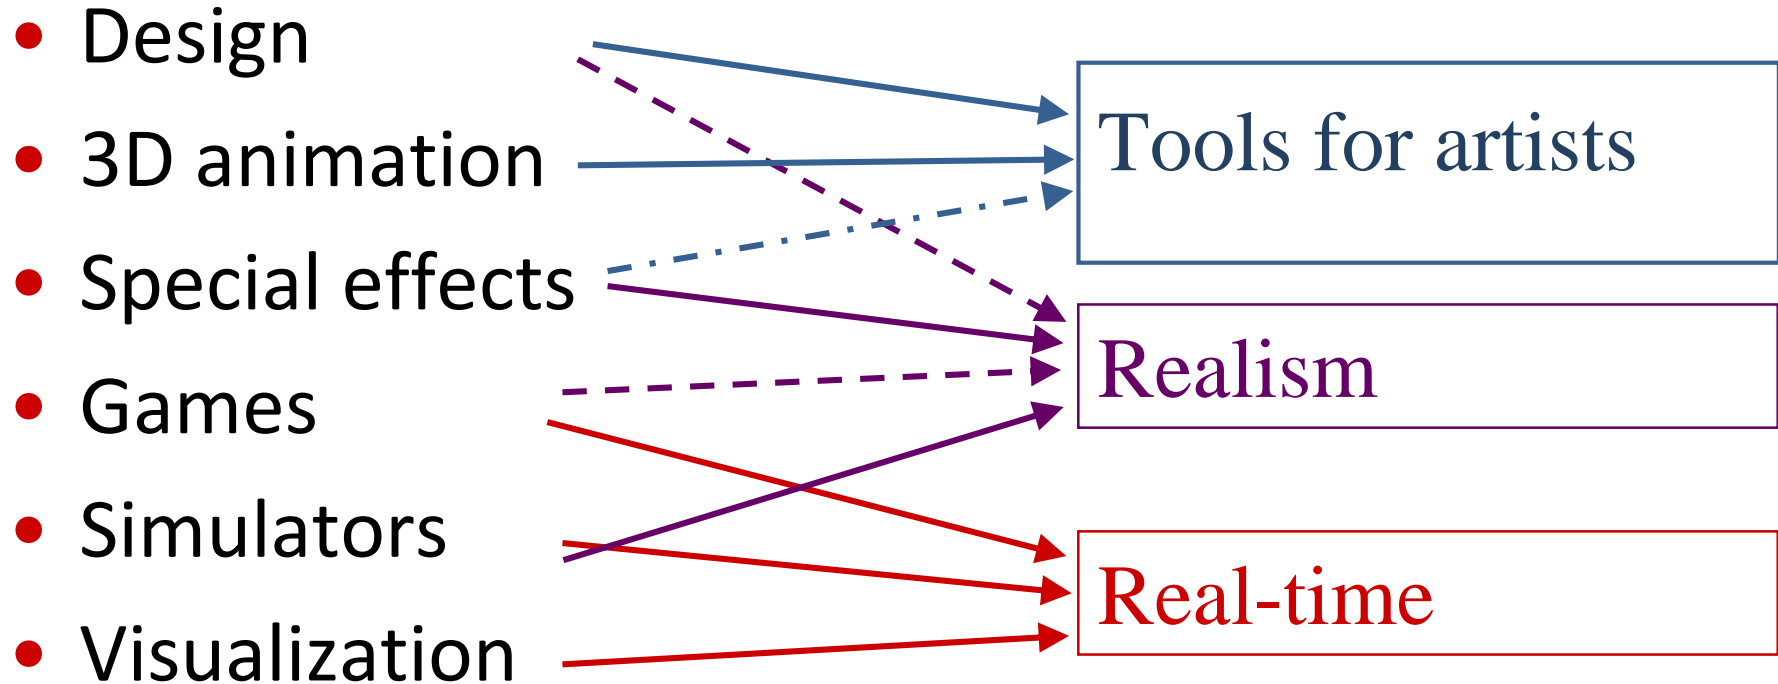 • Design
• 3D animation
• Special effects
• Games
• Simulators
• Visualization
Tools for artists
Realism
Real-time